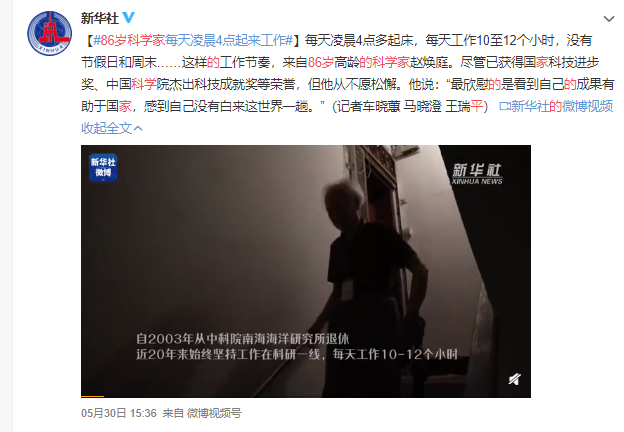 新华社
【#86岁科学家每天凌晨4点起来工作#】每天凌晨4点多起床，每天工作10至12个小时，没有
节假日和周末……这样的工作节奏，来自86岁高龄的科学家赵焕庭。尽管已获得国家科技进步
奖、中国科学院杰出科技成就奖等荣誉，但他从不愿松懈。他说：“最欣慰的是看到自己的成果有
助于国家，感到自己没有白来这世界一趟。”（记者车晓蕙 马晓澄 王瑞平）新华社的微博视频
收起全文
新华社
微博
新华社
XINHUA NEWS
自2003年从中科院南海海洋研究所退休
近20年来始终坚持工作在科研一线，每天工作10-12个小时
05月30日 15:36 来自 微博视频号